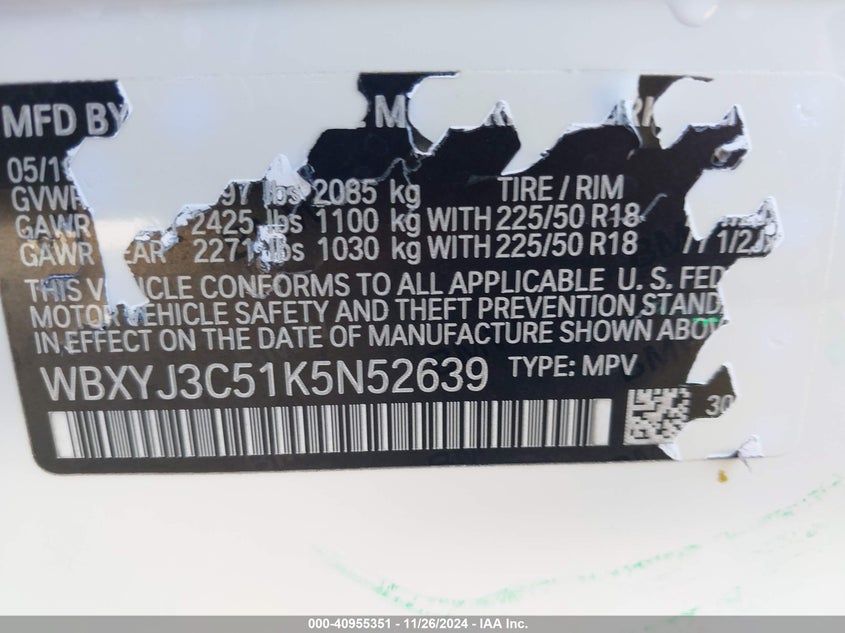 MFD BY
05/1
GVWR 97 lbs 2085 kg TIRE / RIM
GAWR 2425 lbs 1100 kg WITH 225/50 R18
GAWR 2271 lbs 1030 kg WITH 225/50 R18
THIS CONFORMS TO ALL APPLICABLE U. S. FED
MOTOR VEHICLE SAFETY AND THEFT PREVENTION STAND
IN EFFECT ON THE DATE OF MANUFACTURE SHOWN ABO
WBXYJ3C51K5N52639 TYPE: MPV
30
000-40955351 - 11/26/2024 - IAA Inc.